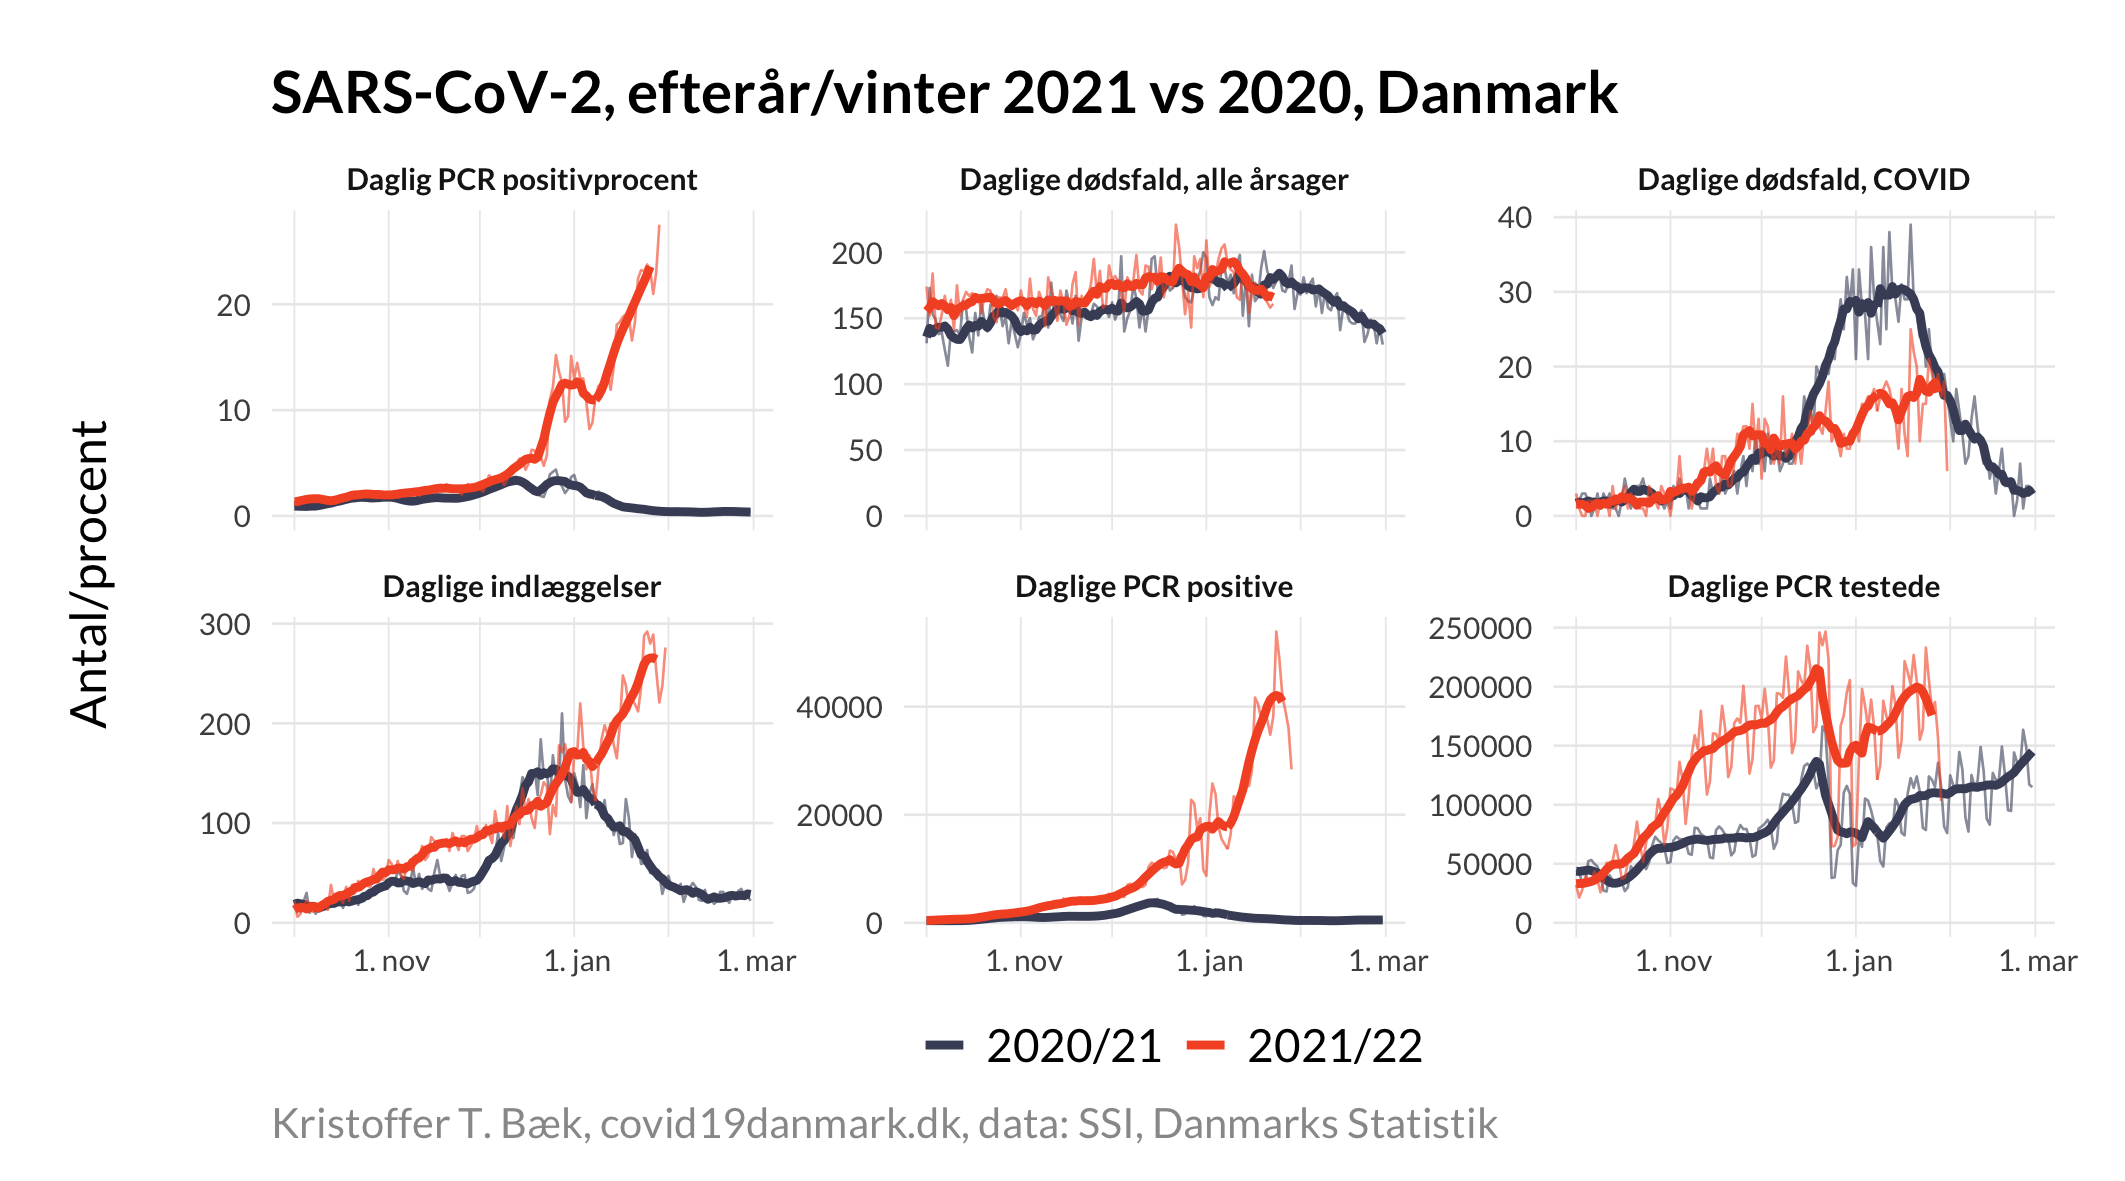 SARS-CoV-2, efterår/vinter 2021 vs 2020, Danmark
Antal/procent
Daglig PCR positivprocent
20
10
0
Daglige dødsfald, alle årsager
200
150
100
50
0
Daglige dødsfald, COVID
40
30
20
10
0
Daglige indlæggelser
300
200
100
0
1. nov 1. jan 1. mar
Daglige PCR positive
40000
20000
0
1. nov 1. jan 1. mar
Daglige PCR testede
250000
200000
150000
100000
50000
0
1. nov 1. jan 1. mar
2020/21 2021/22
Kristoffer T. Bæk, covid19danmark.dk, data: SSI, Danmarks Statistik